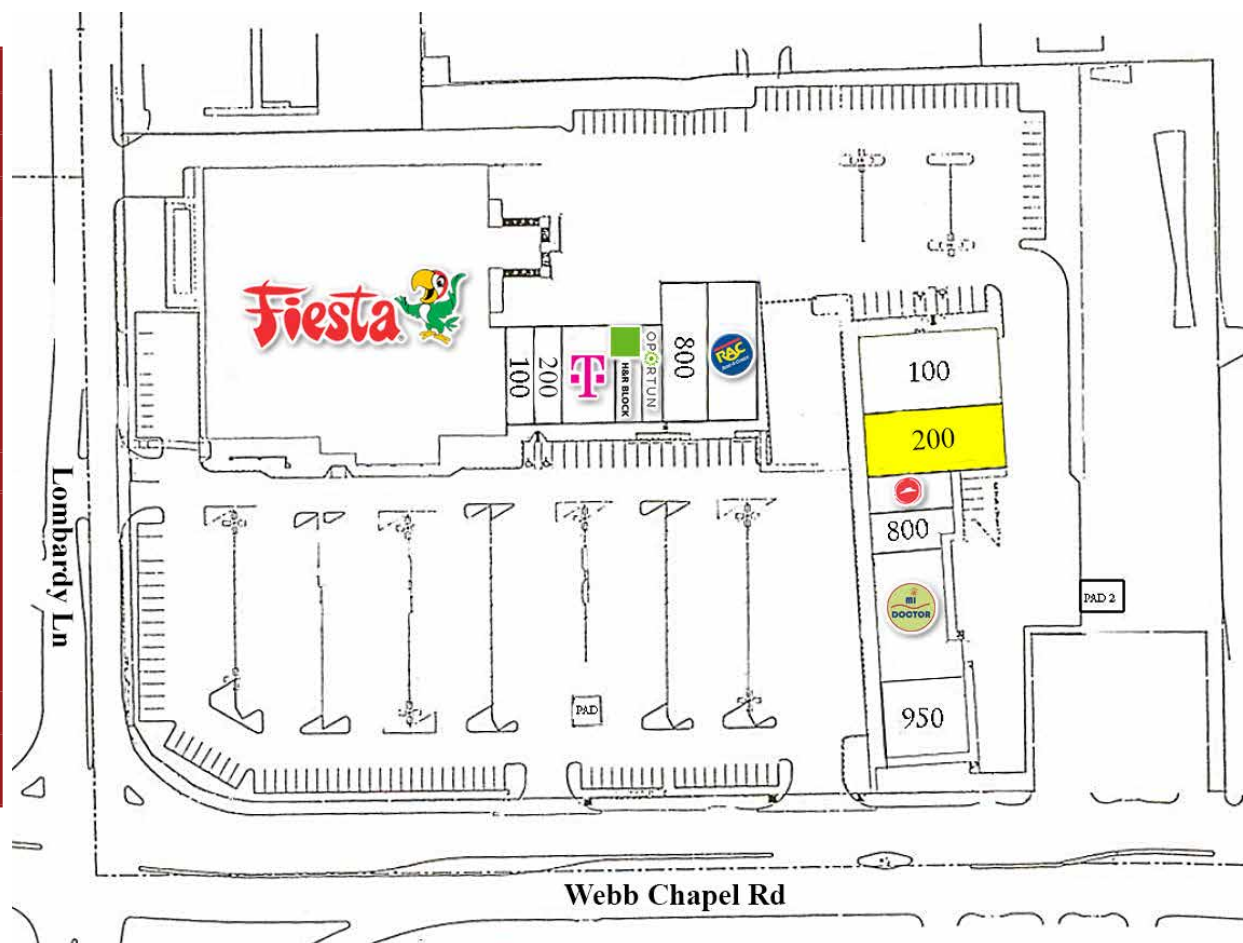 Fiesta
100
200
T
H&R BLOCK
OPORTUN
800
RAC
100
200
800
mi
DOCTOR
950
PAD
PAD 2
Lombardy Ln
Webb Chapel Rd